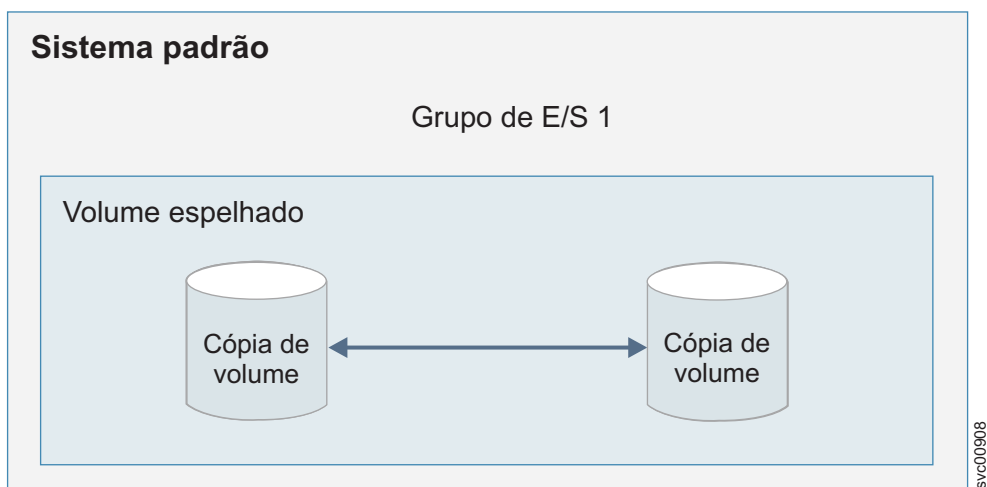 Sistema padrão
Grupo de E/S 1
Volume espelhado
Cópia de
volume
Cópia de
volume
svc00908